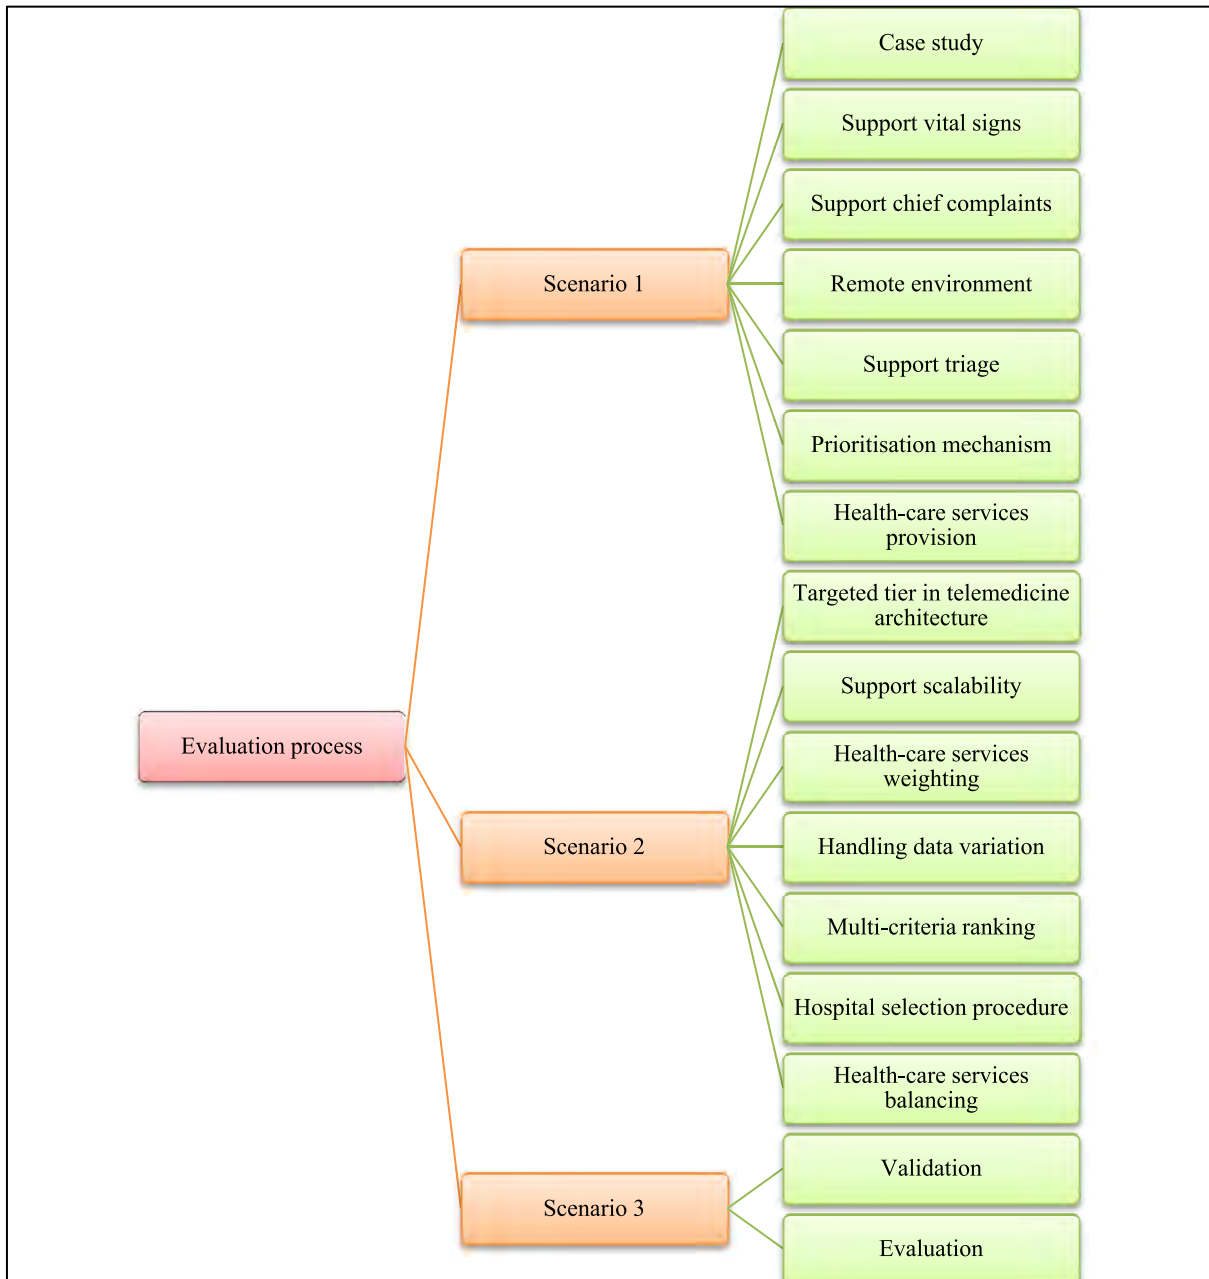 Evaluation process
Scenario 1
Case study
Support vital signs
Support chief complaints
Remote environment
Support triage
Prioritisation mechanism
Health-care services
provision
Scenario 2
Targeted tier in telemedicine
architecture
Support scalability
Health-care services
weighting
Handling data variation
Multi-criteria ranking
Hospital selection procedure
Health-care services
balancing
Scenario 3
Validation
Evaluation